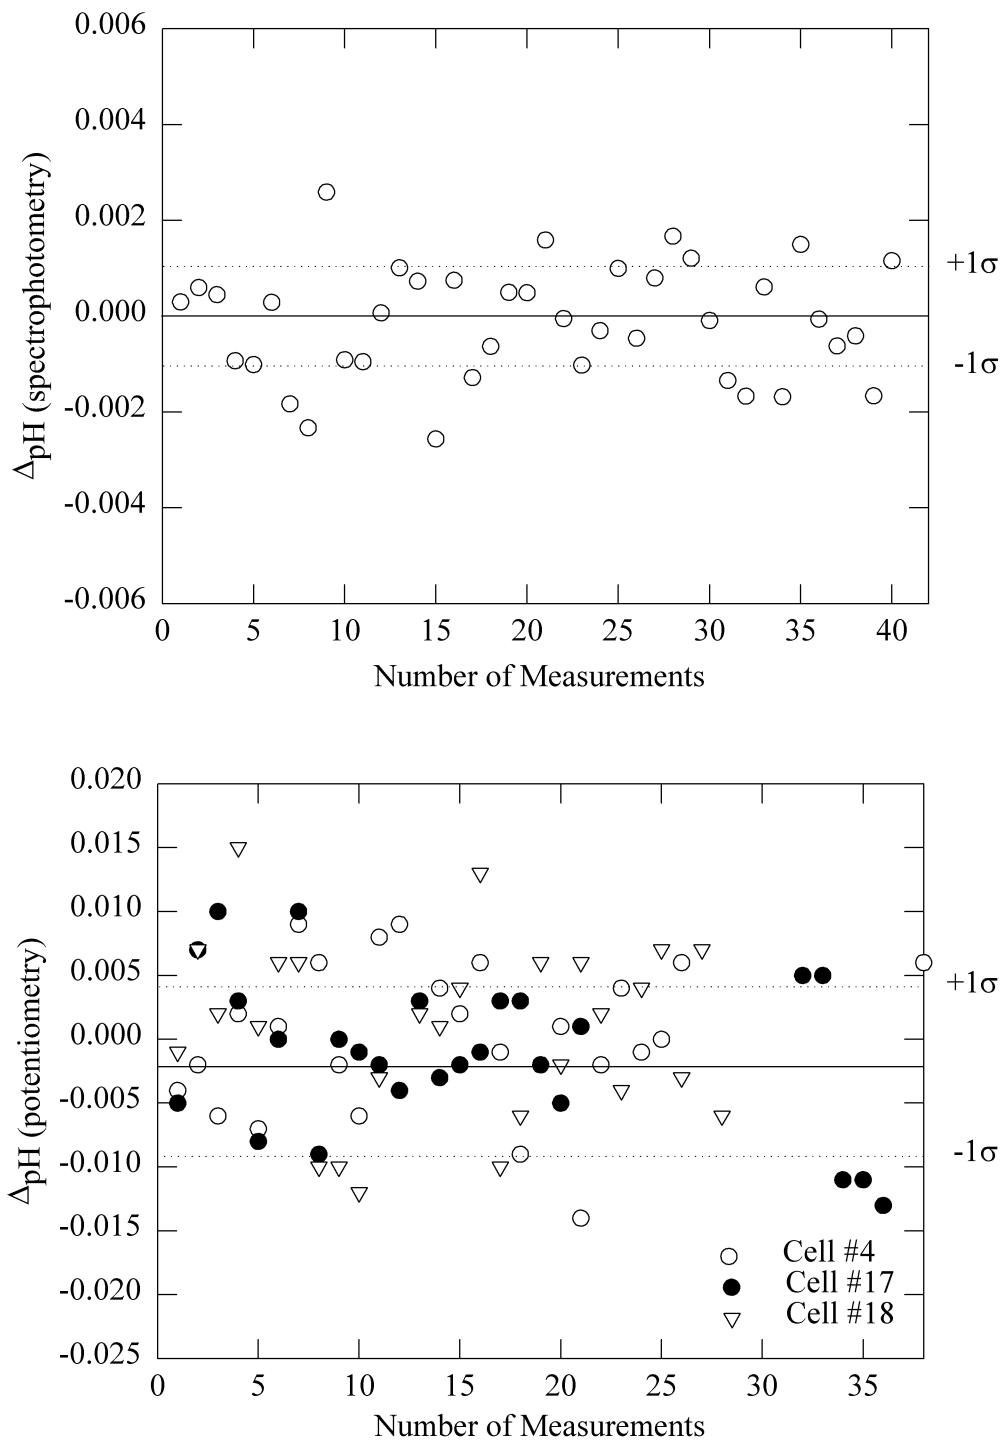 0.006
0.004
0.002
0.000
-0.002
-0.004
-0.006
ΔpH (spectrophotometry)
+1σ
-1σ
0 5 10 15 20 25 30 35 40
Number of Measurements
0.020
0.015
0.010
0.005
0.000
-0.005
-0.010
-0.015
-0.020
-0.025
ΔpH (potentiometry)
+1σ
-1σ
Cell #4
Cell #17
Cell #18
0 5 10 15 20 25 30 35
Number of Measurements